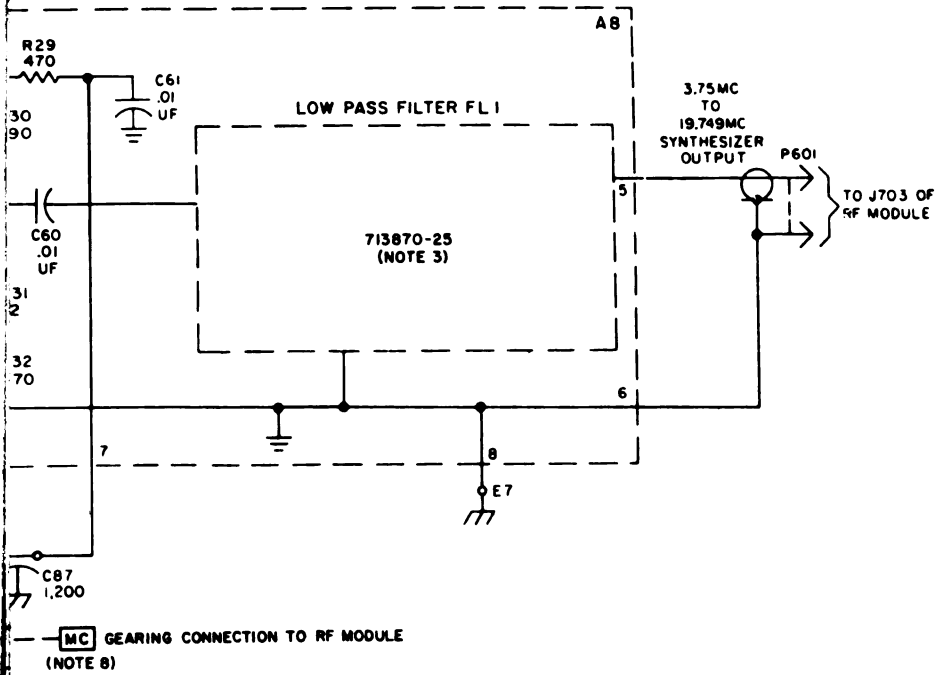 A8
R29
470
C61
.01
UF
30
90
LOW PASS FILTER FL1
3.75MC
TO
19.749MC
SYNTHESIZER
OUTPUT
P601
5
TO J703 OF
RF MODULE
C60
.01
UF
713870-25
(NOTE 3)
31
2
32
70
6
7
8
E7
C87
1,200
MC GEARING CONNECTION TO RF MODULE
(NOTE 8)